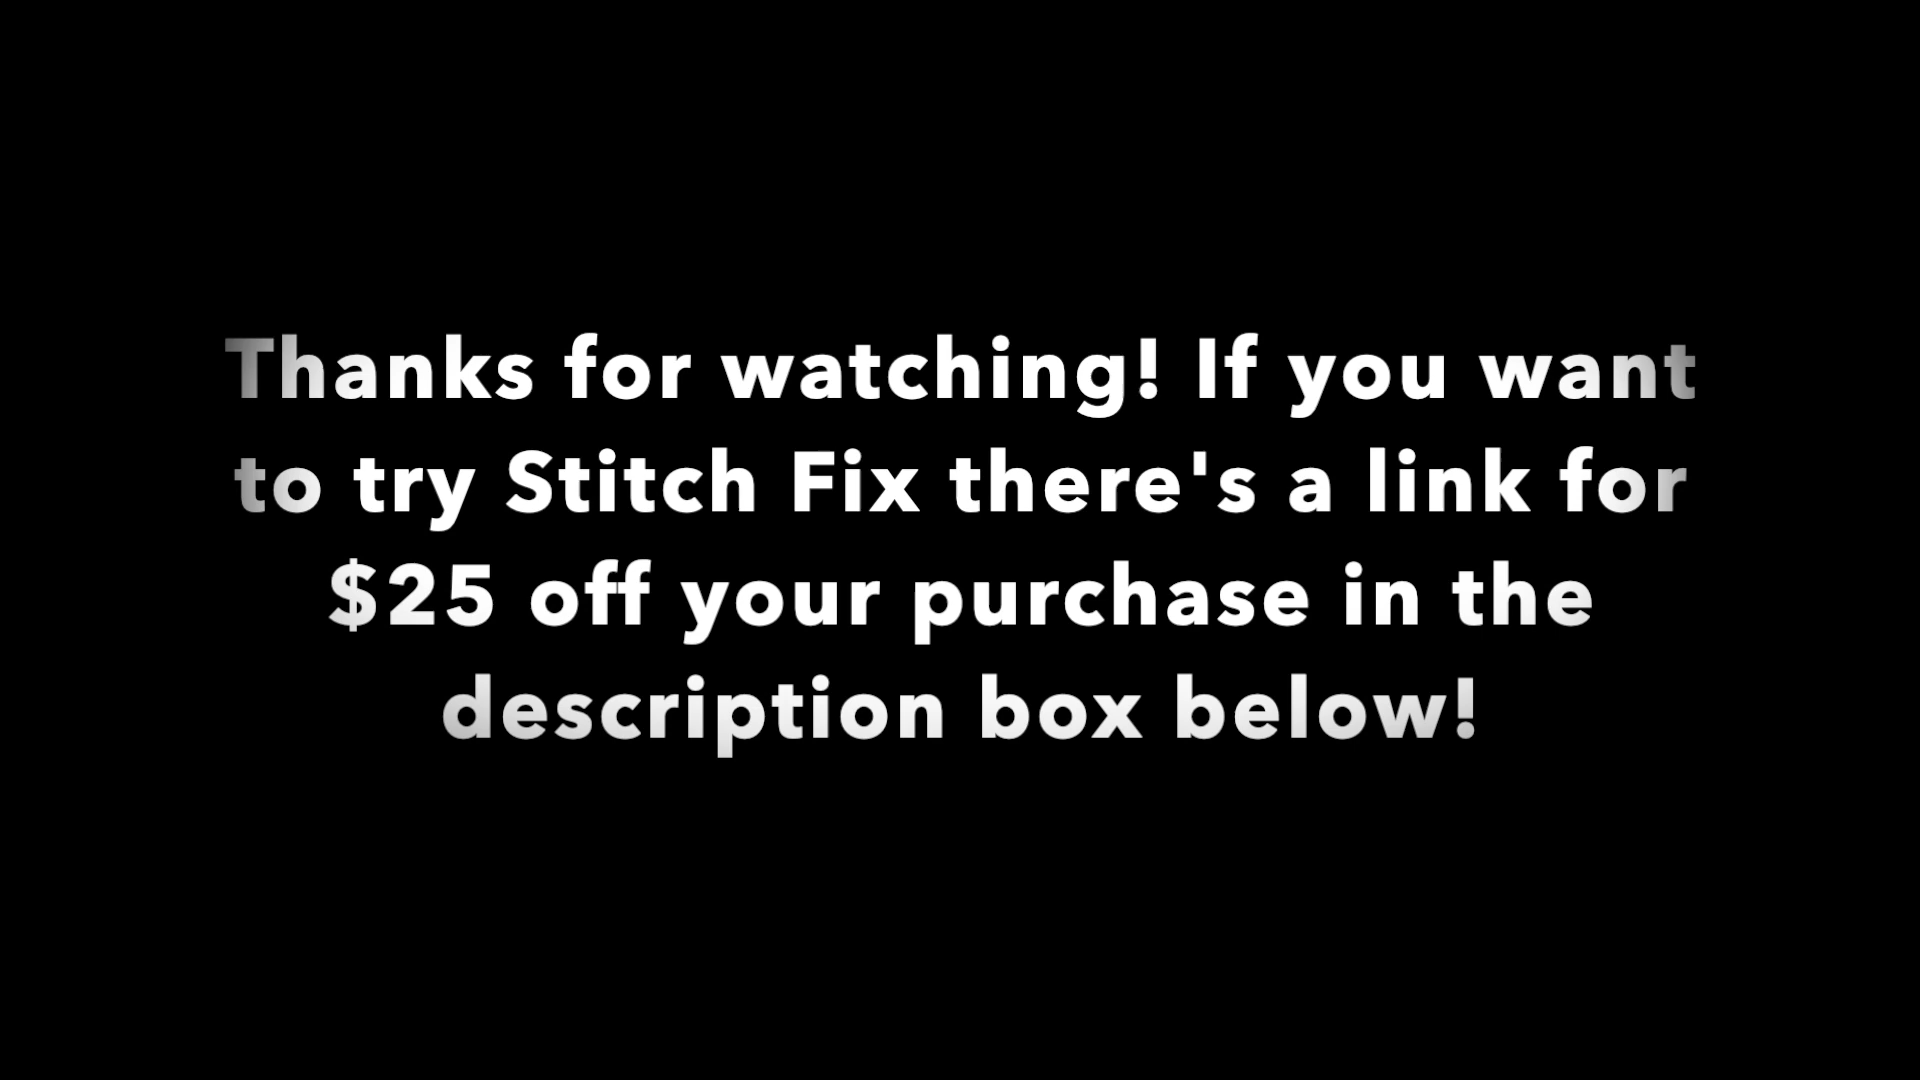 Thanks for watching! If you want
to try Stitch Fix there's a link for
$25 off your purchase in the
description box below!